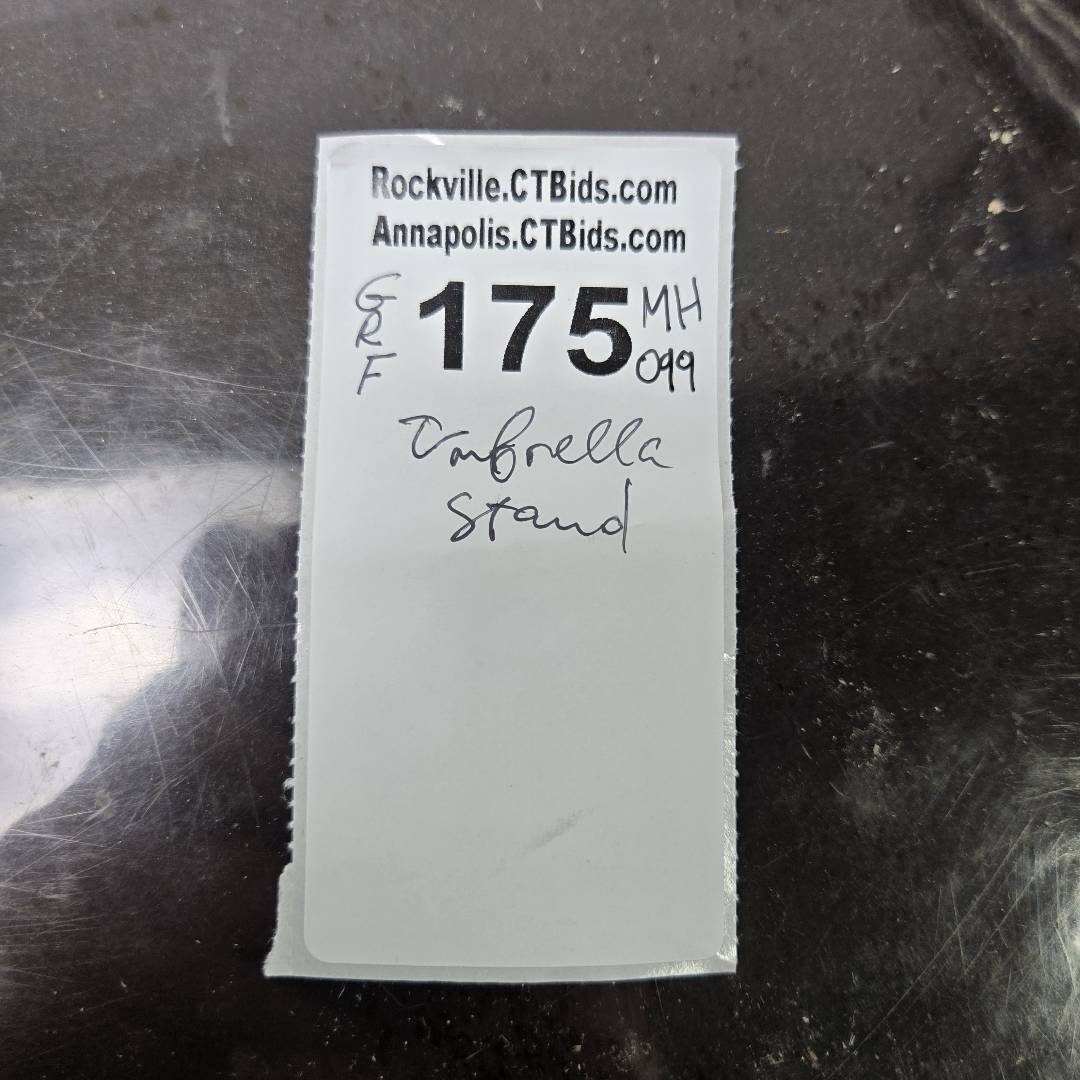 Rockville.CTBids.com
Annapolis.CTBids.com
GRF 175 MH 099
Umbrella
Stand